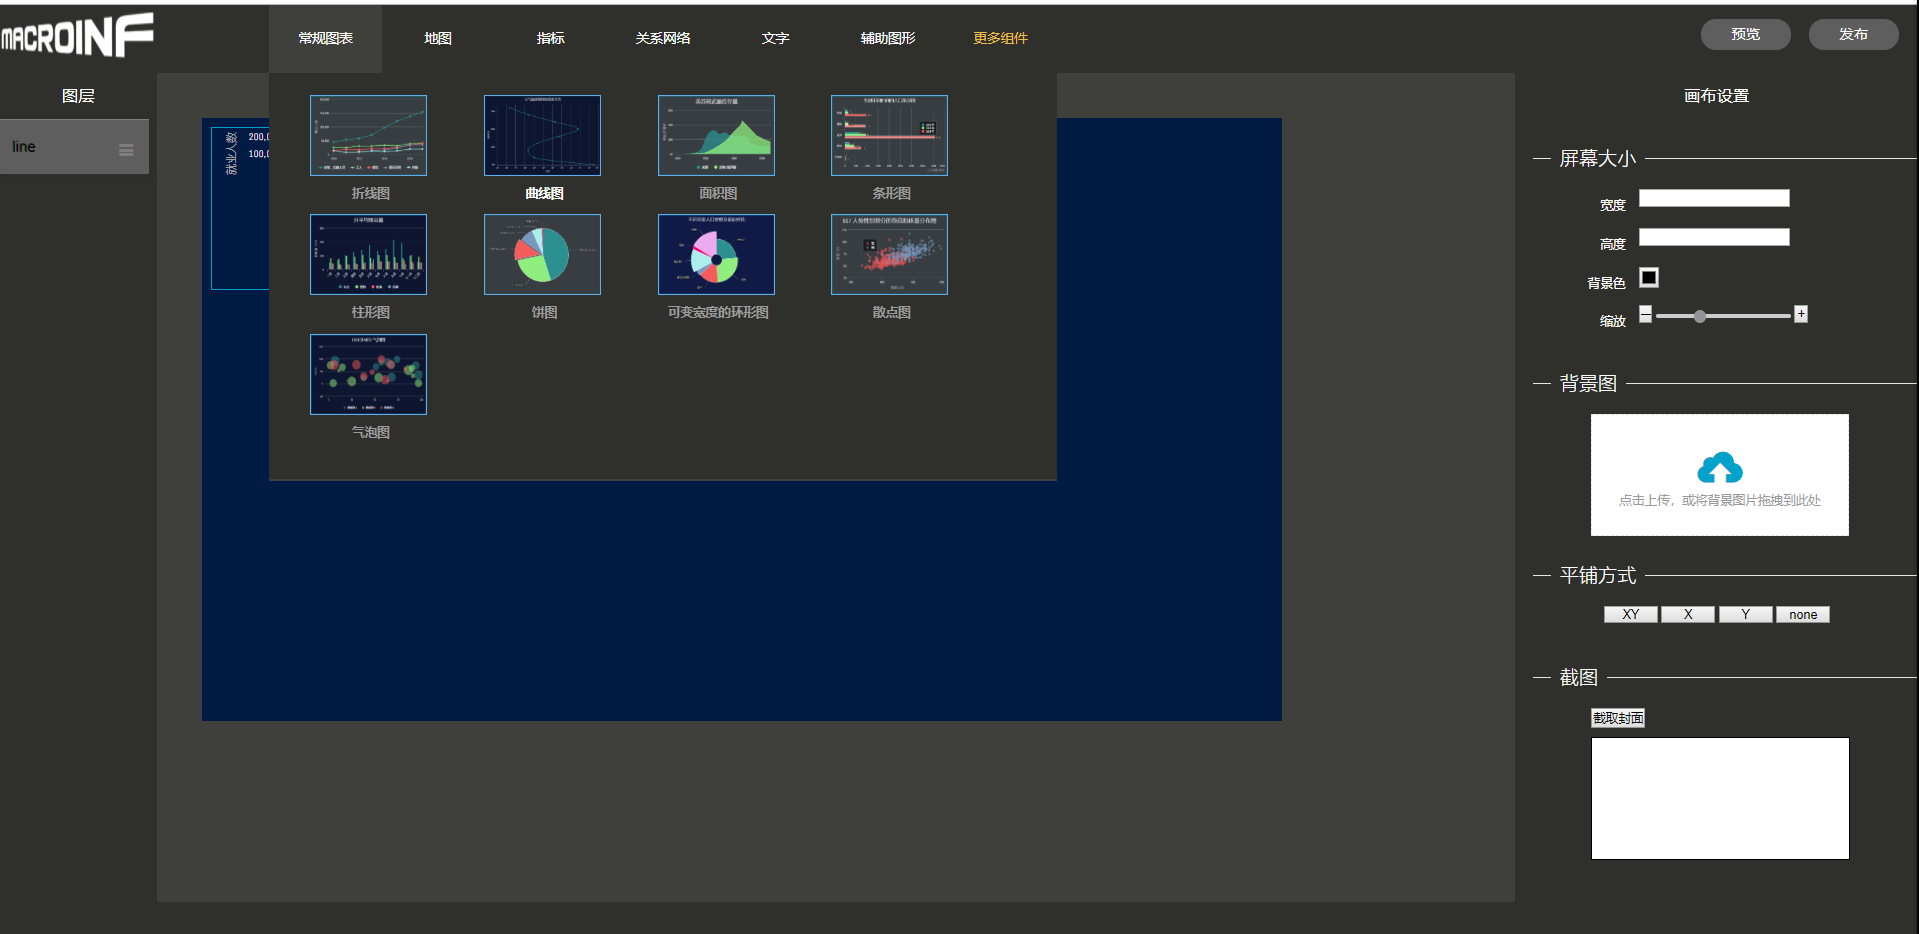 MACROINF
常规图表
地图
指标
关系网络
文字
辅助图形
更多组件
预览
发布
图层
line
就业人数
200,0
100,0
折线图
曲线图
面积图
条形图
柱形图
饼图
可变宽度的环形图
散点图
气泡图
画布设置
屏幕大小
宽度
高度
背景色
缩放
背景图
点击上传，或将背景图片拖拽到此处
平铺方式
XY
X
Y
none
截图
截取封面